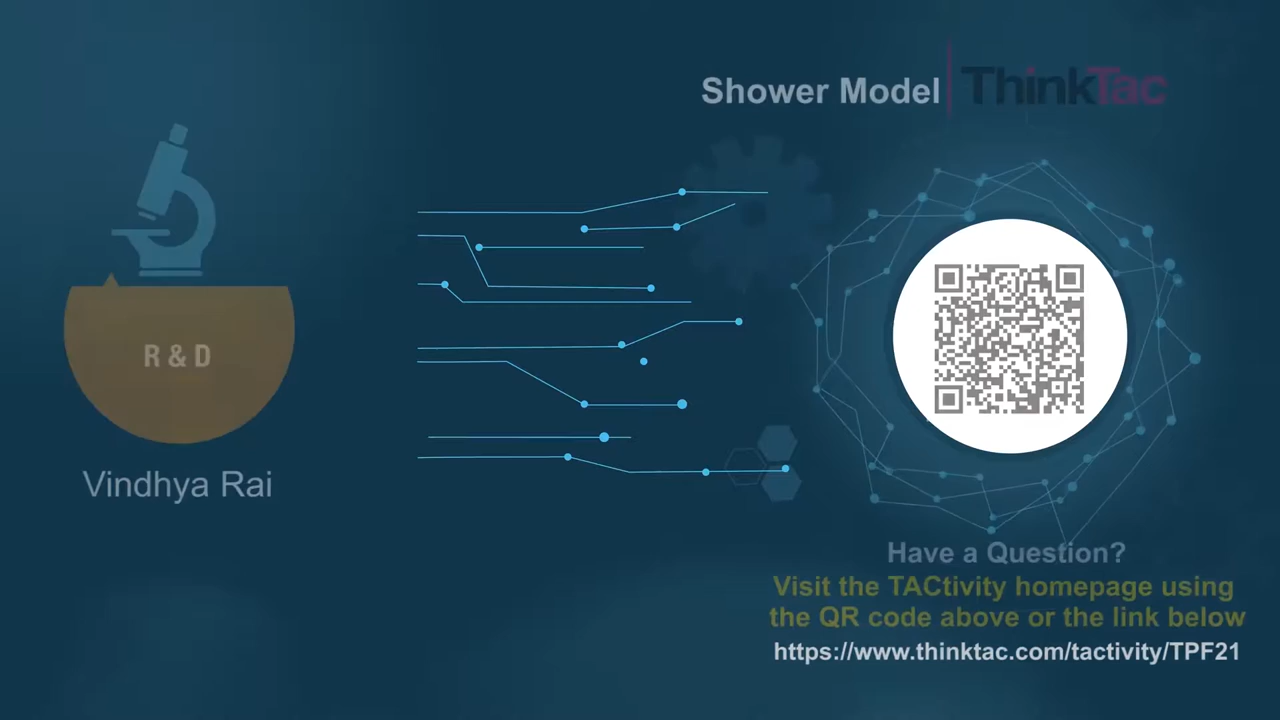 Shower Model
ThinkTac
R & D
Vindhya Rai
Have a Question?
Visit the TACtivity homepage using
the QR code above or the link below
https://www.thinktac.com/tactivity/TPF21